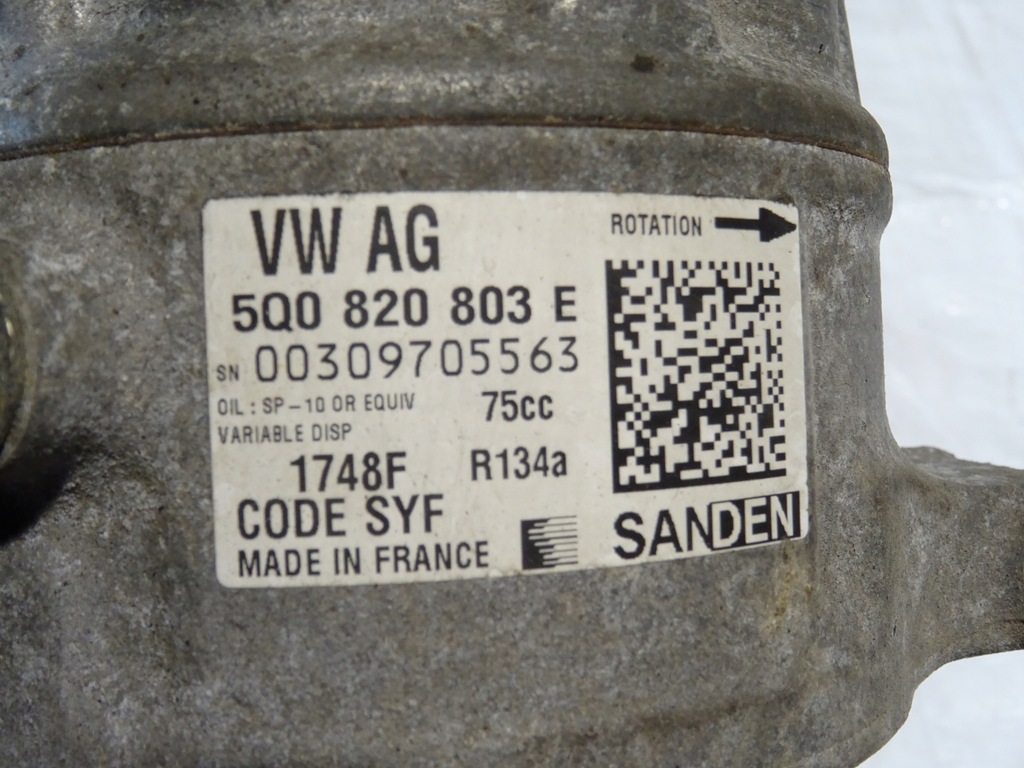 VW AG
ROTATION
5Q0 820 803 E
SN 00309705563
OIL : SP-10 OR EQUIV 75cc
VARIABLE DISP
1748F R134a
CODE SYF
MADE IN FRANCE
SANDEN